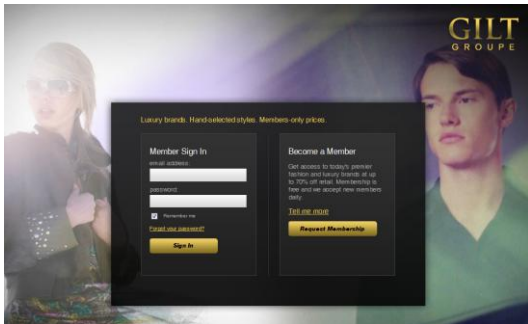 GILT
GROUPE
Luxury brands. Hand-selected styles. Members-only prices.
Member Sign In
email address:
password:
Remember me
Forgot your password?
Sign In
Become a Member
Get access to today's premier
fashion and luxury brands at up
to 70% off retail. Membership is
free and we accept new members
daily.
Tell me more
Request Membership